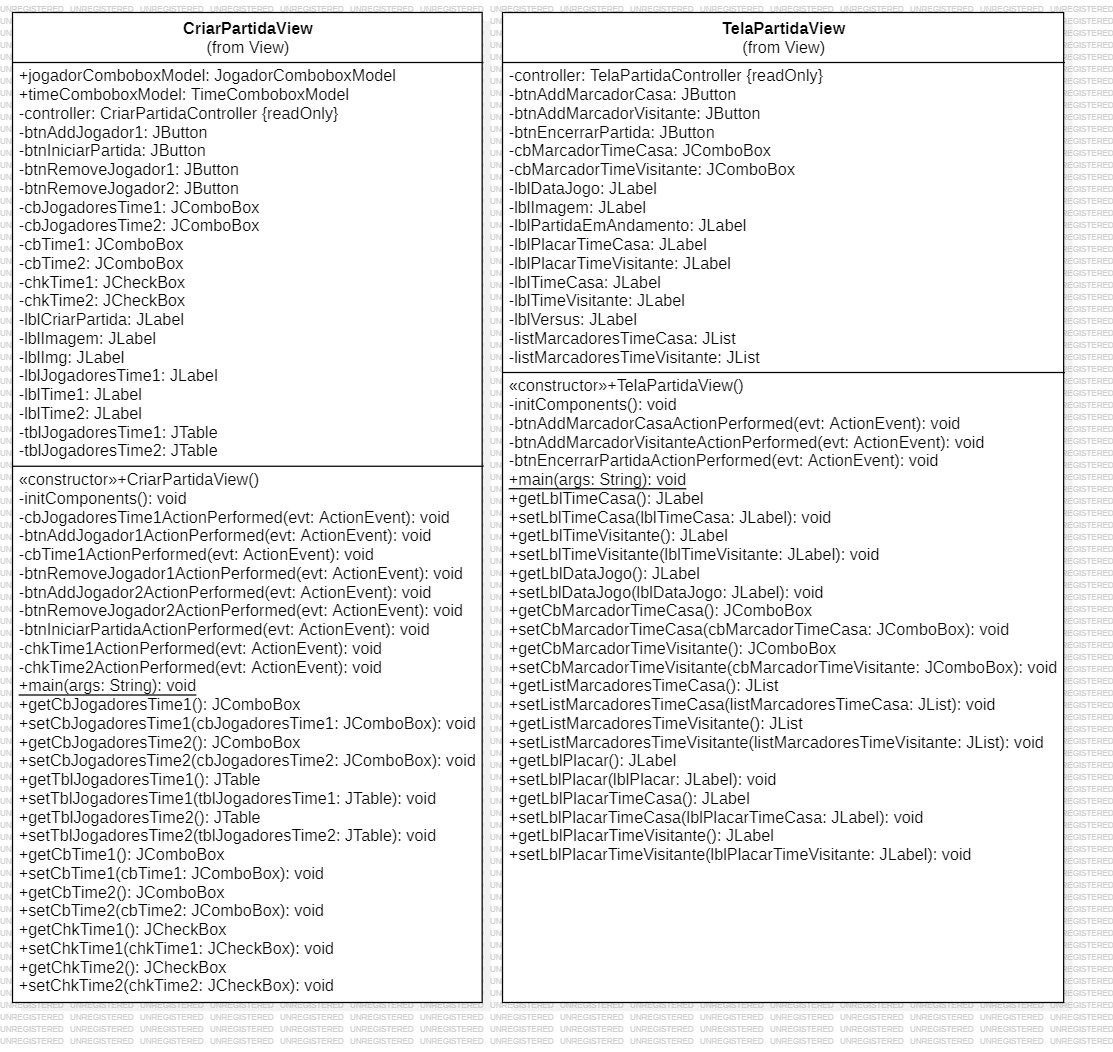 CriarPartidaView
(from View)
+jogadorComboboxModel: JogadorComboboxModel
+timeComboboxModel: TimeComboboxModel
-controller: CriarPartidaController {readOnly}
-btnAddJogador1: JButton
-btnIniciarPartida: JButton
-btnRemoveJogador1: JButton
-btnRemoveJogador2: JButton
-cbJogadoresTime1: JComboBox
-cbJogadoresTime2: JComboBox
-cbTime1: JComboBox
-cbTime2: JComboBox
-chkTime1: JCheckBox
-chkTime2: JCheckBox
-lblCriarPartida: JLabel
-lblImagem: JLabel
-lblImg: JLabel
-lblJogadoresTime1: JLabel
-lblTime1: JLabel
-lblTime2: JLabel
-tblJogadoresTime1: JTable
-tblJogadoresTime2: JTable
«constructor»+CriarPartidaView()
-initComponents(): void
-cbJogadoresTime1ActionPerformed(evt: ActionEvent): void
-btnAddJogador1ActionPerformed(evt: ActionEvent): void
-cbTime1ActionPerformed(evt: ActionEvent): void
-btnRemoveJogador1ActionPerformed(evt: ActionEvent): void
-btnAddJogador2ActionPerformed(evt: ActionEvent): void
-btnRemoveJogador2ActionPerformed(evt: ActionEvent): void
-btnIniciarPartidaActionPerformed(evt: ActionEvent): void
-chkTime1ActionPerformed(evt: ActionEvent): void
-chkTime2ActionPerformed(evt: ActionEvent): void
+main(args: String): void
+getCbJogadoresTime1(): JComboBox
+setCbJogadoresTime1(cbJogadoresTime1: JComboBox): void
+getCbJogadoresTime2(): JComboBox
+setCbJogadoresTime2(cbJogadoresTime2: JComboBox): void
+getTblJogadoresTime1(): JTable
+setTblJogadoresTime1(tblJogadoresTime1: JTable): void
+getTblJogadoresTime2(): JTable
+setTblJogadoresTime2(tblJogadoresTime2: JTable): void
+getCbTime1(): JComboBox
+setCbTime1(cbTime1: JComboBox): void
+getCbTime2(): JComboBox
+setCbTime2(cbTime2: JComboBox): void
+getChkTime1(): JCheckBox
+setChkTime1(chkTime1: JCheckBox): void
+getChkTime2(): JCheckBox
+setChkTime2(chkTime2: JCheckBox): void
TelaPartidaView
(from View)
-controller: TelaPartidaController {readOnly}
-btnAddMarcadorCasa: JButton
-btnAddMarcadorVisitante: JButton
-btnEncerrarPartida: JButton
-cbMarcadorTimeCasa: JComboBox
-cbMarcadorTimeVisitante: JComboBox
-lblDataJogo: JLabel
-lblImagem: JLabel
-lblPartidaEmAndamento: JLabel
-lblPlacarTimeCasa: JLabel
-lblPlacarTimeVisitante: JLabel
-lblTimeCasa: JLabel
-lblTimeVisitante: JLabel
-lblVersus: JLabel
-listMarcadoresTimeCasa: JList
-listMarcadoresTimeVisitante: JList
«constructor»+TelaPartidaView()
-initComponents(): void
-btnAddMarcadorCasaActionPerformed(evt: ActionEvent): void
-btnAddMarcadorVisitanteActionPerformed(evt: ActionEvent): void
-btnEncerrarPartidaActionPerformed(evt: ActionEvent): void
+main(args: String): void
+getLblTimeCasa(): JLabel
+setLblTimeCasa(lblTimeCasa: JLabel): void
+getLblTimeVisitante(): JLabel
+setLblTimeVisitante(lblTimeVisitante: JLabel): void
+getLblDataJogo(): JLabel
+setLblDataJogo(lblDataJogo: JLabel): void
+getCbMarcadorTimeCasa(): JComboBox
+setCbMarcadorTimeCasa(cbMarcadorTimeCasa: JComboBox): void
+getCbMarcadorTimeVisitante(): JComboBox
+setCbMarcadorTimeVisitante(cbMarcadorTimeVisitante: JComboBox): void
+getListMarcadoresTimeCasa(): JList
+setListMarcadoresTimeCasa(listMarcadoresTimeCasa: JList): void
+getListMarcadoresTimeVisitante(): JList
+setListMarcadoresTimeVisitante(listMarcadoresTimeVisitante: JList): void
+getLblPlacar(): JLabel
+setLblPlacar(lblPlacar: JLabel): void
+getLblPlacarTimeCasa(): JLabel
+setLblPlacarTimeCasa(lblPlacarTimeCasa: JLabel): void
+getLblPlacarTimeVisitante(): JLabel
+setLblPlacarTimeVisitante(lblPlacarTimeVisitante: JLabel): void